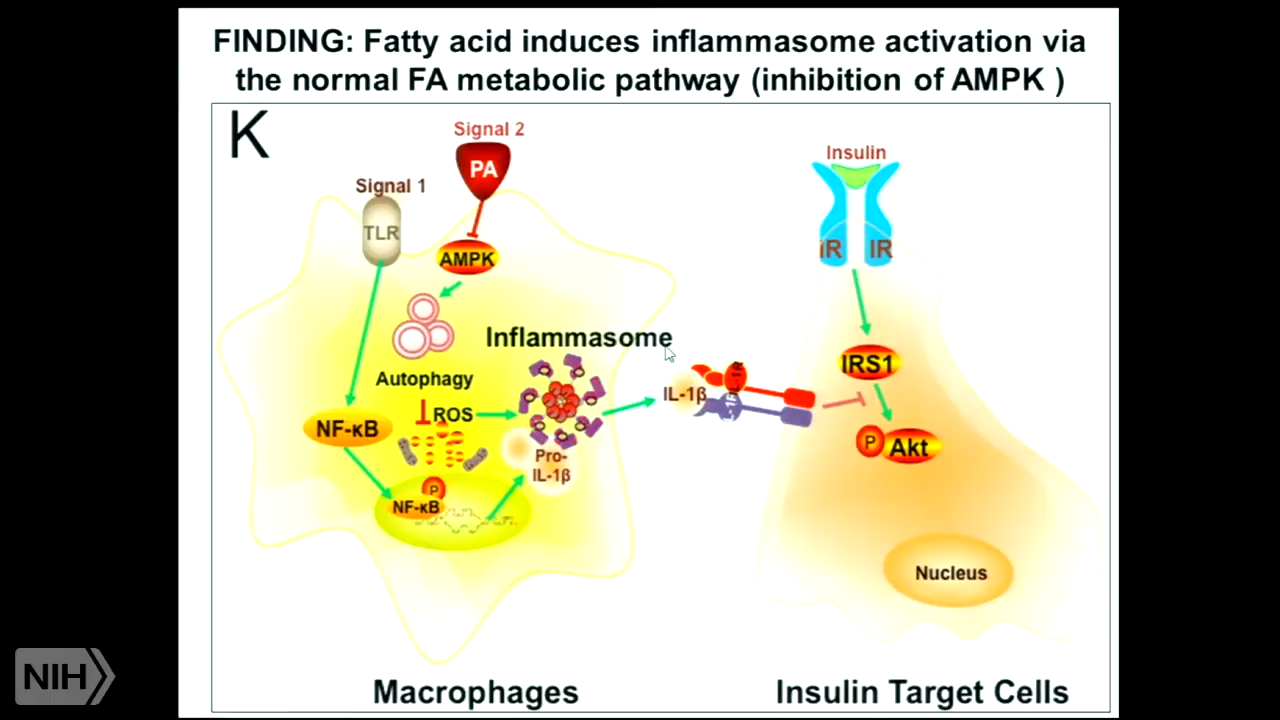 FINDING: Fatty acid induces inflammasome activation via
the normal FA metabolic pathway (inhibition of AMPK )
K
Signal 2
PA
Signal 1
TLR
AMPK
Insulin
IR
IR
Inflammasome
Autophagy
ROS
NF-κB
IL-1β
IL-1R
IRS1
P
Akt
Pro-
IL-1β
P
NF-κB
Nucleus
Macrophages
Insulin Target Cells
NIH